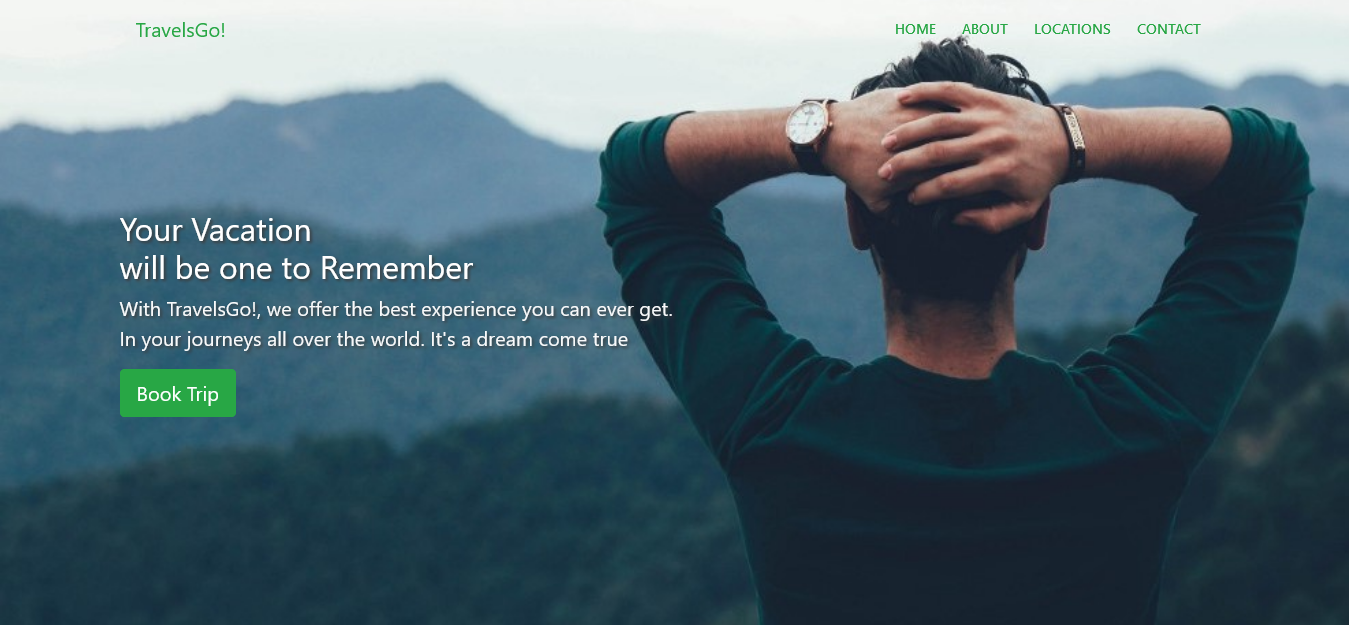 TravelsGo!
HOME ABOUT LOCATIONS CONTACT
Your Vacation
will be one to Remember
With TravelsGo!, we offer the best experience you can ever get.
In your journeys all over the world. It's a dream come true
Book Trip